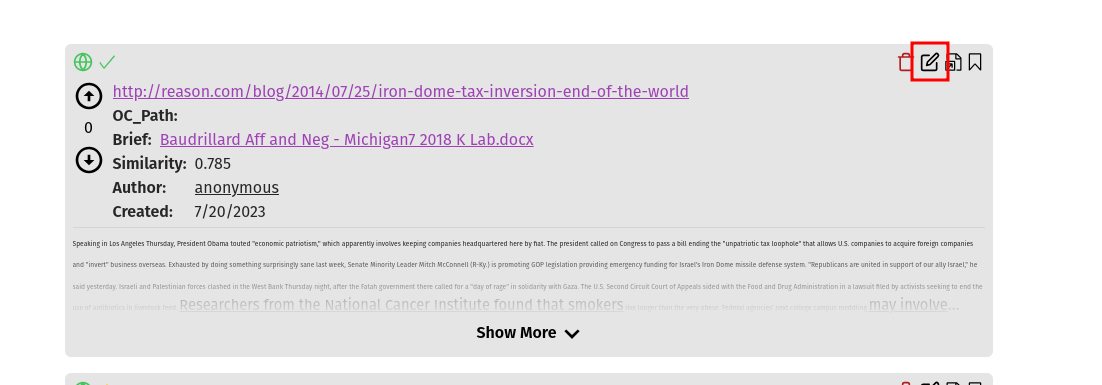 http://reason.com/blog/2014/07/25/iron-dome-tax-inversion-end-of-the-world
0
OC_Path:
Brief: Baudrillard Aff and Neg - Michigan7 2018 K Lab.docx
Similarity: 0.785
Author: anonymous
Created: 7/20/2023
Speaking in Los Angeles Thursday, President Obama touted "economic patriotism," which apparently involves keeping companies headquartered here by fiat. The president called on Congress to pass a bill ending the "unpatriotic tax loophole" that allows U.S. companies to acquire foreign companies
and "invert" business overseas. Exhausted by doing something surprisingly sane last week, Senate Minority Leader Mitch McConnell (R-Ky.) is promoting GOP legislation providing emergency funding for Israel's Iron Dome missile defense system. "Republicans are united in support of our ally Israel," he
said yesterday. Israeli and Palestinian forces clashed in the West Bank Thursday night, after the Fatah government there called for a "day of rage" in solidarity with Gaza. The U.S. Second Circuit Court of Appeals sided with the Food and Drug Administration in a lawsuit filed by activists seeking to end the
use of antibiotics in livestock feed. Researchers from the National Cancer Institute found that smokers may involve...
Show More